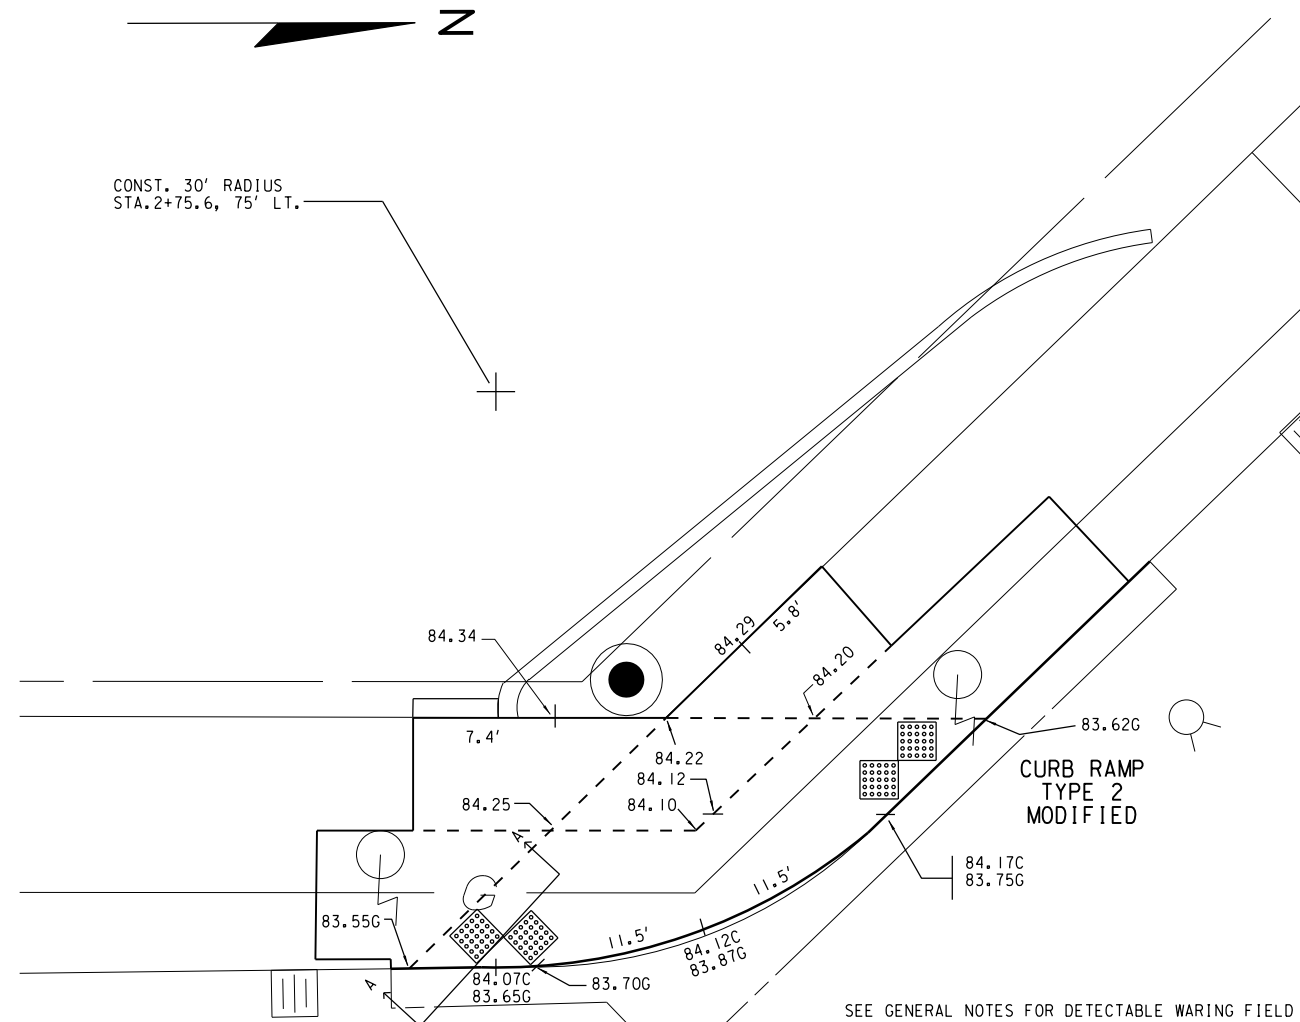 N
CONST. 30' RADIUS
STA.2+75.6, 75' LT.
84.34
84.29
5.8'
84.20
7.4'
84.22
84.12
84.10
84.25
83.62G
CURB RAMP
TYPE 2
MODIFIED
84.17C
83.75G
A
11.5'
11.5'
83.55G
84.12C
83.87G
A
84.07C
83.65G
83.70G
SEE GENERAL NOTES FOR DETECTABLE WARING FIELD